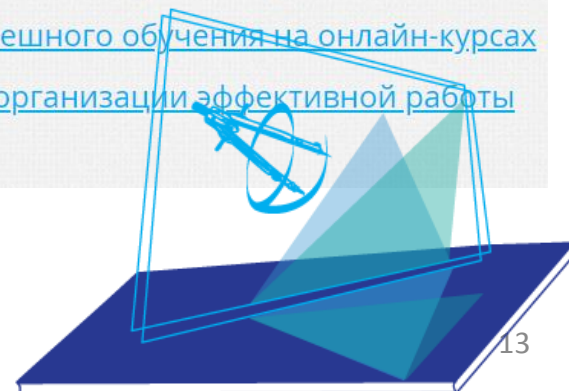 ешного обучения на онлайн-курсах
организации эффективной работы
13